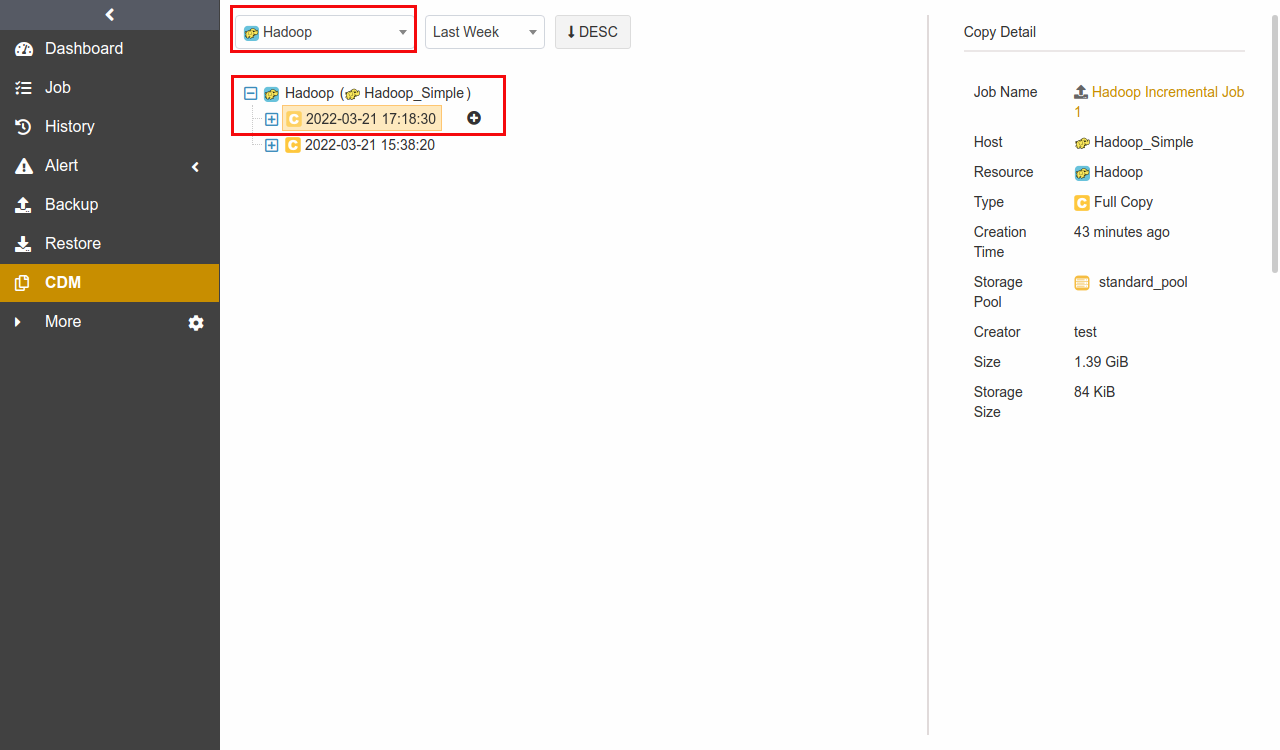 Dashboard
Job
History
Alert
Backup
Restore
CDM
More
Hadoop
Last Week
DESC
Hadoop (Hadoop_Simple)
C 2022-03-21 17:18:30
C 2022-03-21 15:38:20
Copy Detail
Job Name Hadoop Incremental Job
1
Host Hadoop_Simple
Resource Hadoop
Type C Full Copy
Creation 43 minutes ago
Time
Storage standard_pool
Pool
Creator test
Size 1.39 GiB
Storage 84 KiB
Size